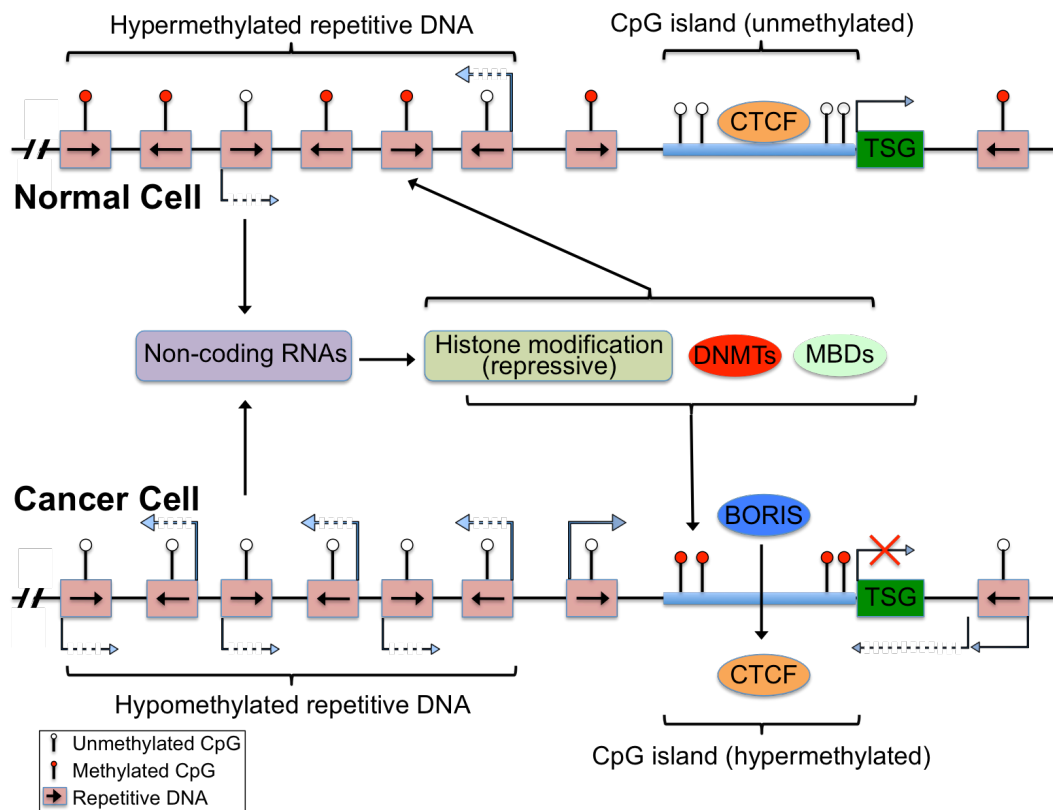 Hypermethylated repetitive DNA
CpG island (unmethylated)
CTCF
TSG
Normal Cell
Non-coding RNAs
Histone modification
(repressive)
DNMTs
MBDs
Cancer Cell
BORIS
TSG
CTCF
Hypomethylated repetitive DNA
CpG island (hypermethylated)
Unmethylated CpG
Methylated CpG
Repetitive DNA